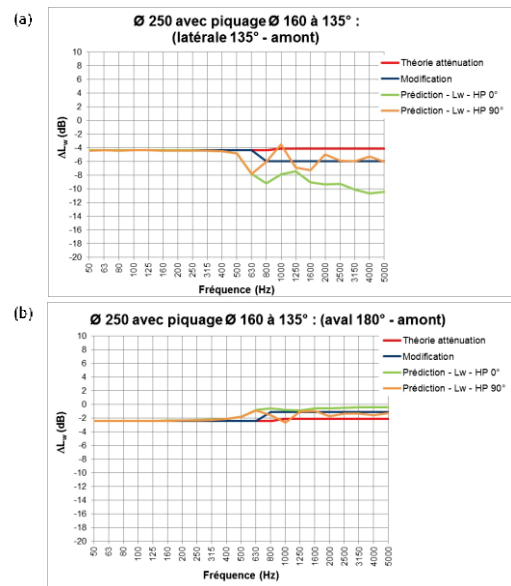 (a)
Ø 250 avec piquage Ø 160 à 135° :
(latérale 135° - amont)
10
8
6
4
2
0
-2
-4
-6
-8
-10
-12
-14
-16
-18
-20
ΔLw (dB)
50 63 80 100 125 160 200 250 315 400 500 630 800 1000 1250 1600 2000 2500 3150 4000 5000
Fréquence (Hz)
Théorie atténuation
Modification
Prédiction - Lw - HP 0°
Prédiction - Lw - HP 90°
(b)
Ø 250 avec piquage Ø 160 à 135° : (aval 180° - amont)
10
8
6
4
2
0
-2
-4
-6
-8
-10
-12
-14
-16
-18
-20
ΔLw (dB)
50 63 80 100 125 160 200 250 315 400 500 630 800 1000 1250 1600 2000 2500 3150 4000 5000
Fréquence (Hz)
Théorie atténuation
Modification
Prédiction - Lw - HP 0°
Prédiction - Lw - HP 90°